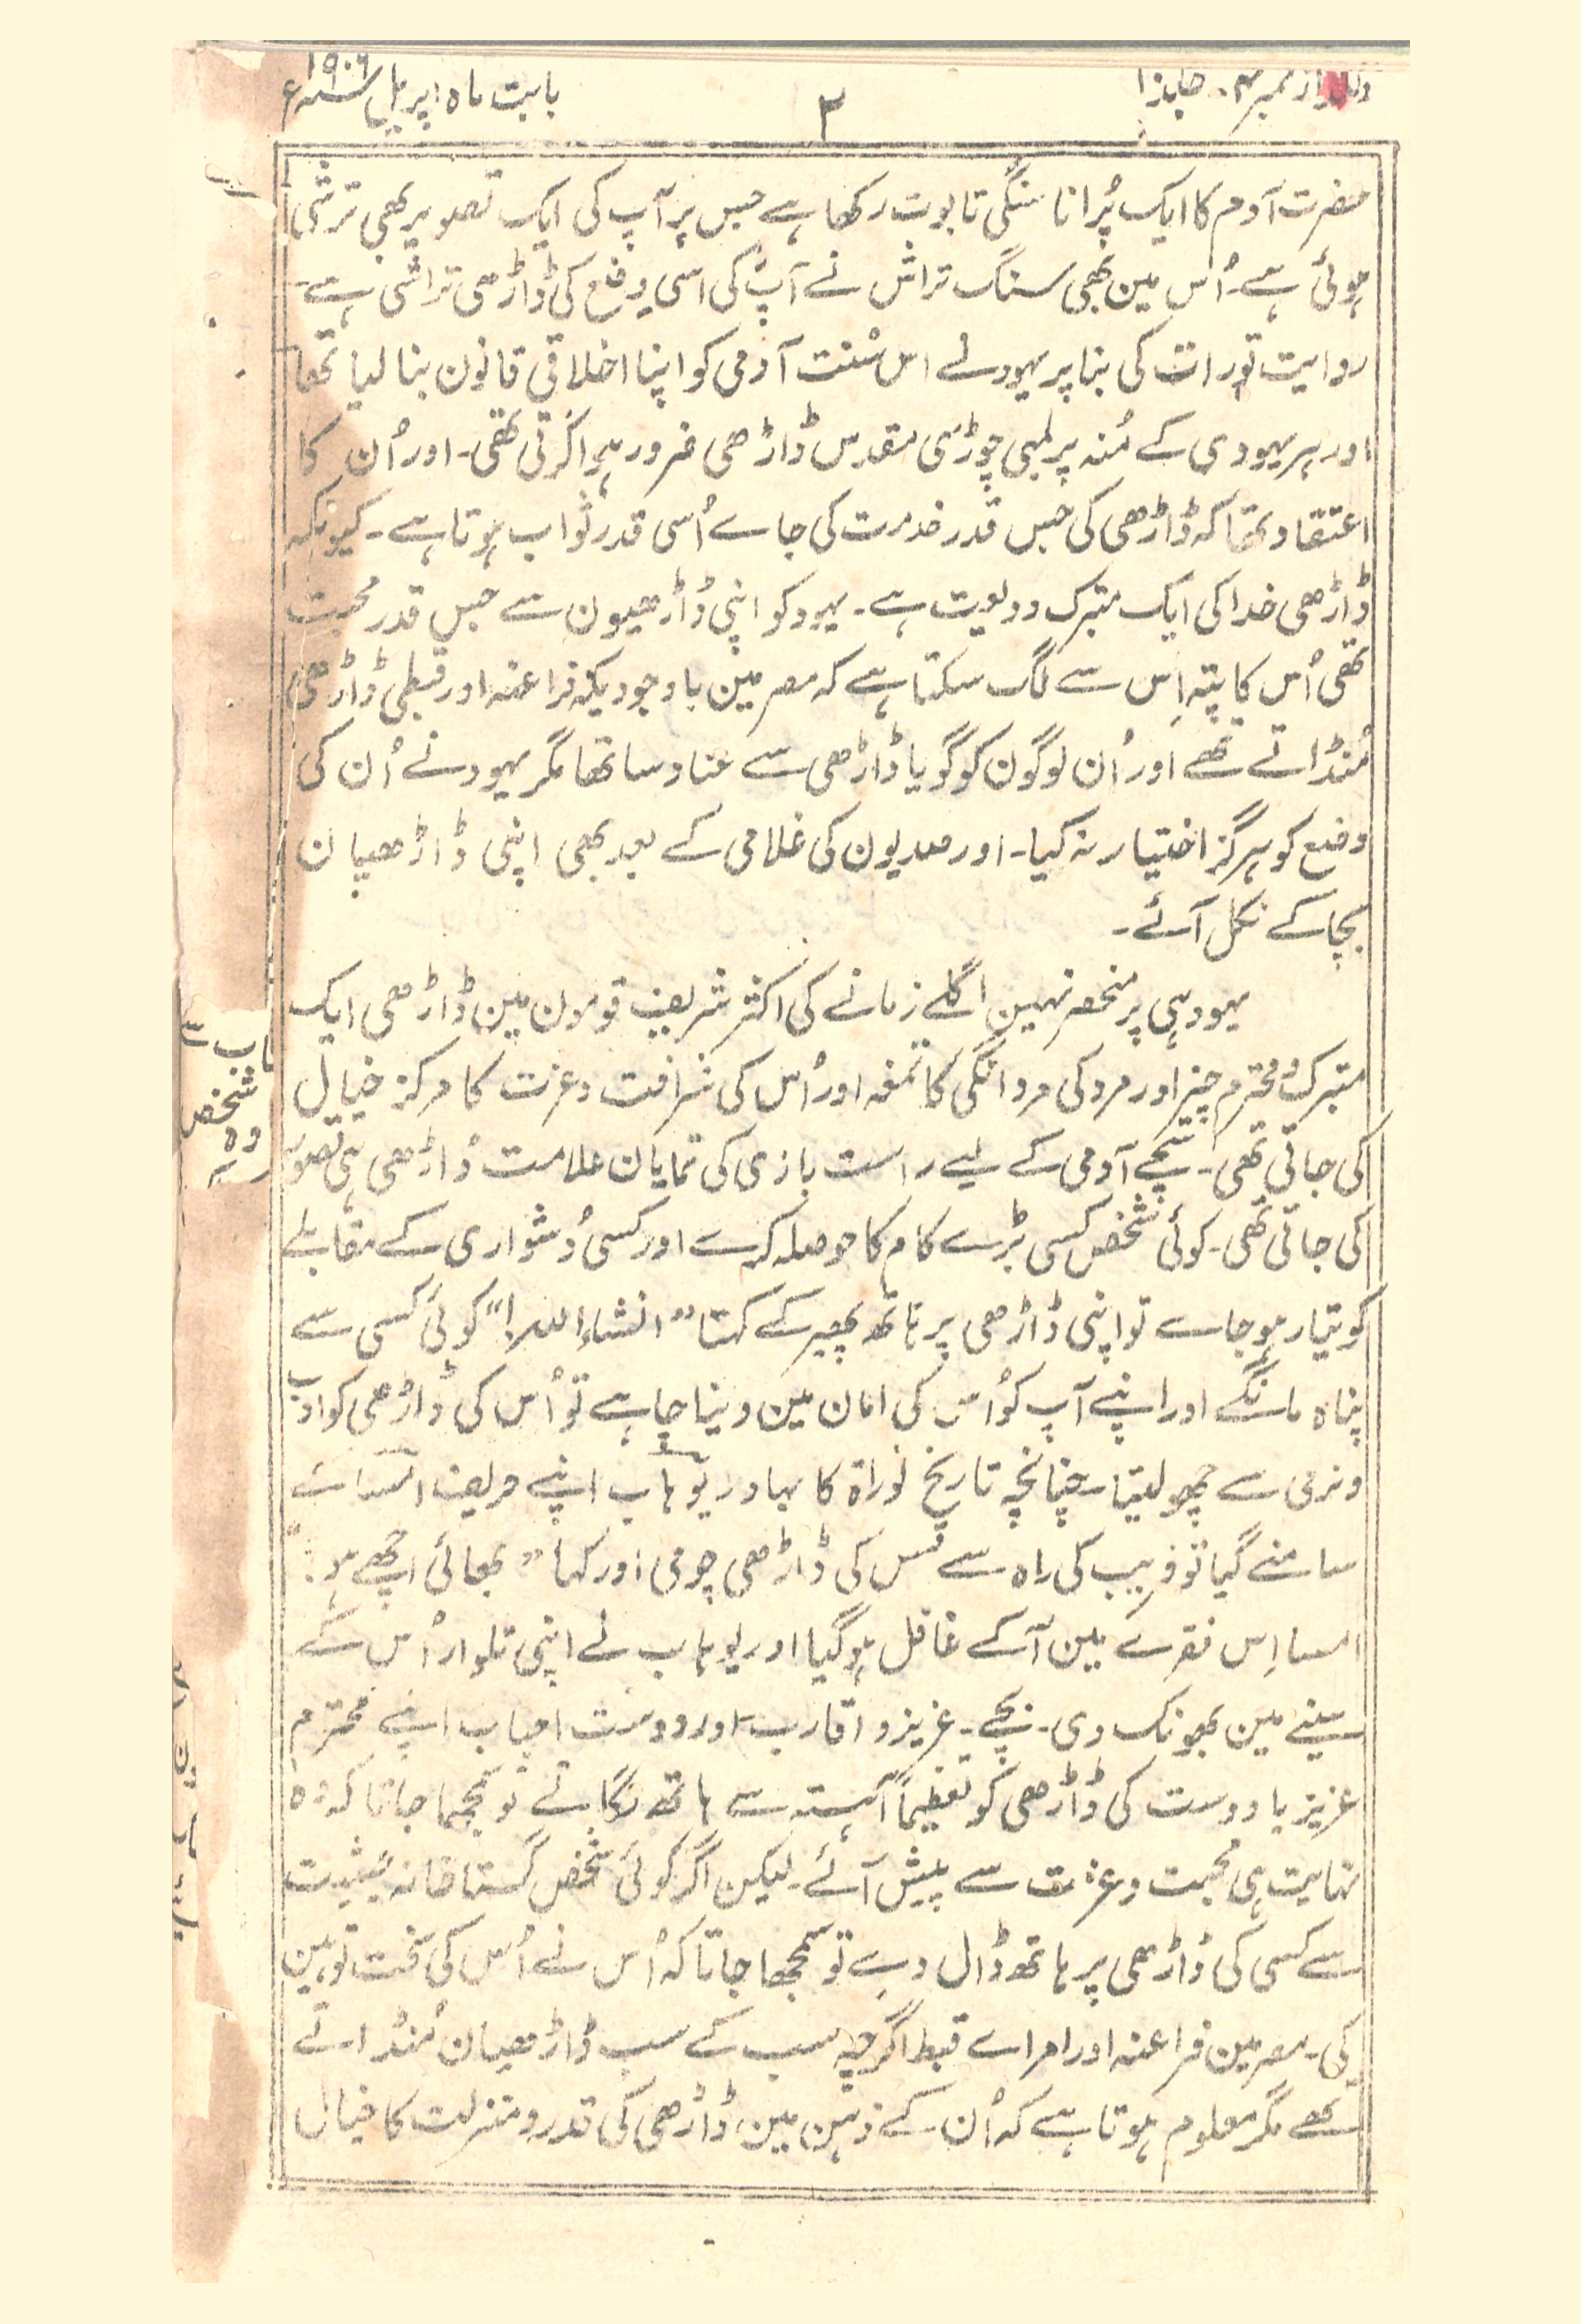 دلگداز نمبر ۴ - جلد ۱۰
۲
بابت ماہ اپریل سنہ ۱۹۰۶ء
حضرت آدم کا ایک پُرانا سنگی تابوت رکھا ہے جس پر آپ کی ایک تصویر بھی ترشی
ہوئی ہے۔ اُس مین بھی سنگ تراش نے آپ کی اسی وضع کی ڈاڑھی تراشی ہے۔
روایت تورات کی بنا پر یہود نے اس سُنت آدمی کو اپنا اخلاقی قانون بنا لیا تھا
اور ہر یہودی کے مُنہ پر لمبی چوڑی مقدس ڈاڑھی ضرور ہوا کرتی تھی۔ اور اُن کا
اعتقاد تھا کہ ڈاڑھی کی جس قدر خدمت کی جاے اُسی قدر ثواب ہوتا ہے۔ کیونکہ
ڈاڑھی خدا کی ایک متبرک ودیعت ہے۔ یہود کو اپنی ڈاڑھیون سے جس قدر محبت
تھی اُس کا پتہ اِس سے لگ سکتا ہے کہ مصر مین باوجودیکہ فراعنہ اور قبطی ڈاڑھی
مُنڈاتے تھے اور اُن لوگون کو گویا ڈاڑھی سے عناد سا تھا مگر یہود نے اُن کی
وضع کو ہرگز اختیار نہ کیا۔ اور صدیون کی غلامی کے بعد بھی اپنی ڈاڑھیان
بچا کے نکل آئے۔
یہود ہی پر منحصر نہین اگلے زمانے کی اکثر شریف قومون مین ڈاڑھی ایک
متبرک و محترم چیز اور مرد کی مردانگی کا تمغہ اور اُس کی شرافت و عزت کا مرکز خیال
کی جاتی تھی۔ سچے آدمی کے لیے راست بازی کی نمایان علامت ڈاڑھی ہی تصور
کی جاتی تھی۔ کوئی شخص کسی بڑے کام کا حوصلہ کرے اور کسی دُشواری کے مقابلے
کو تیار ہو جاے تو اپنی ڈاڑھی پر ہاتھ پھیر کے کہتا "انشاء اللہ!" کوئی کسی سے
پناہ مانگے اور اپنے آپ کو اُس کی امان مین دینا چاہے تو اُس کی ڈاڑھی کو ادب
و نرمی سے چھو لیتا۔ چنانچہ تاریخ توراۃ کا بہادر یوہاب اپنے حریف امسا کے
سامنے گیا تو فریب کی راہ سے اُس کی ڈاڑھی چومی اور کہا "بھائی اچھے ہو؟"
امسا اِس فقرے مین آ کے غافل ہو گیا اور یوہاب نے اپنی تلوار اُس کے
سینے مین بھونک دی۔ بچے۔ عزیز و اقارب۔ اور دوست احباب اپنے محترم
عزیز یا دوست کی ڈاڑھی کو تعظیماً آہستہ سے ہاتھ لگاتے تو سمجھا جاتا کہ وہ
نہایت ہی محبت و عزت سے پیش آئے۔ لیکن اگر کوئی شخص گستاخانہ حیثیت
سے کسی کی ڈاڑھی پر ہاتھ ڈال دے تو سمجھا جاتا کہ اُس نے اُس کی سخت توہین
کی۔ مصر مین فراعنہ اور امراے قبط اگرچہ سب کے سب ڈاڑھیان مُنڈاتے
تھے مگر معلوم ہوتا ہے کہ اُن کے ذہن مین ڈاڑھی کی قدر و منزلت کا خیال
شخص
وہ